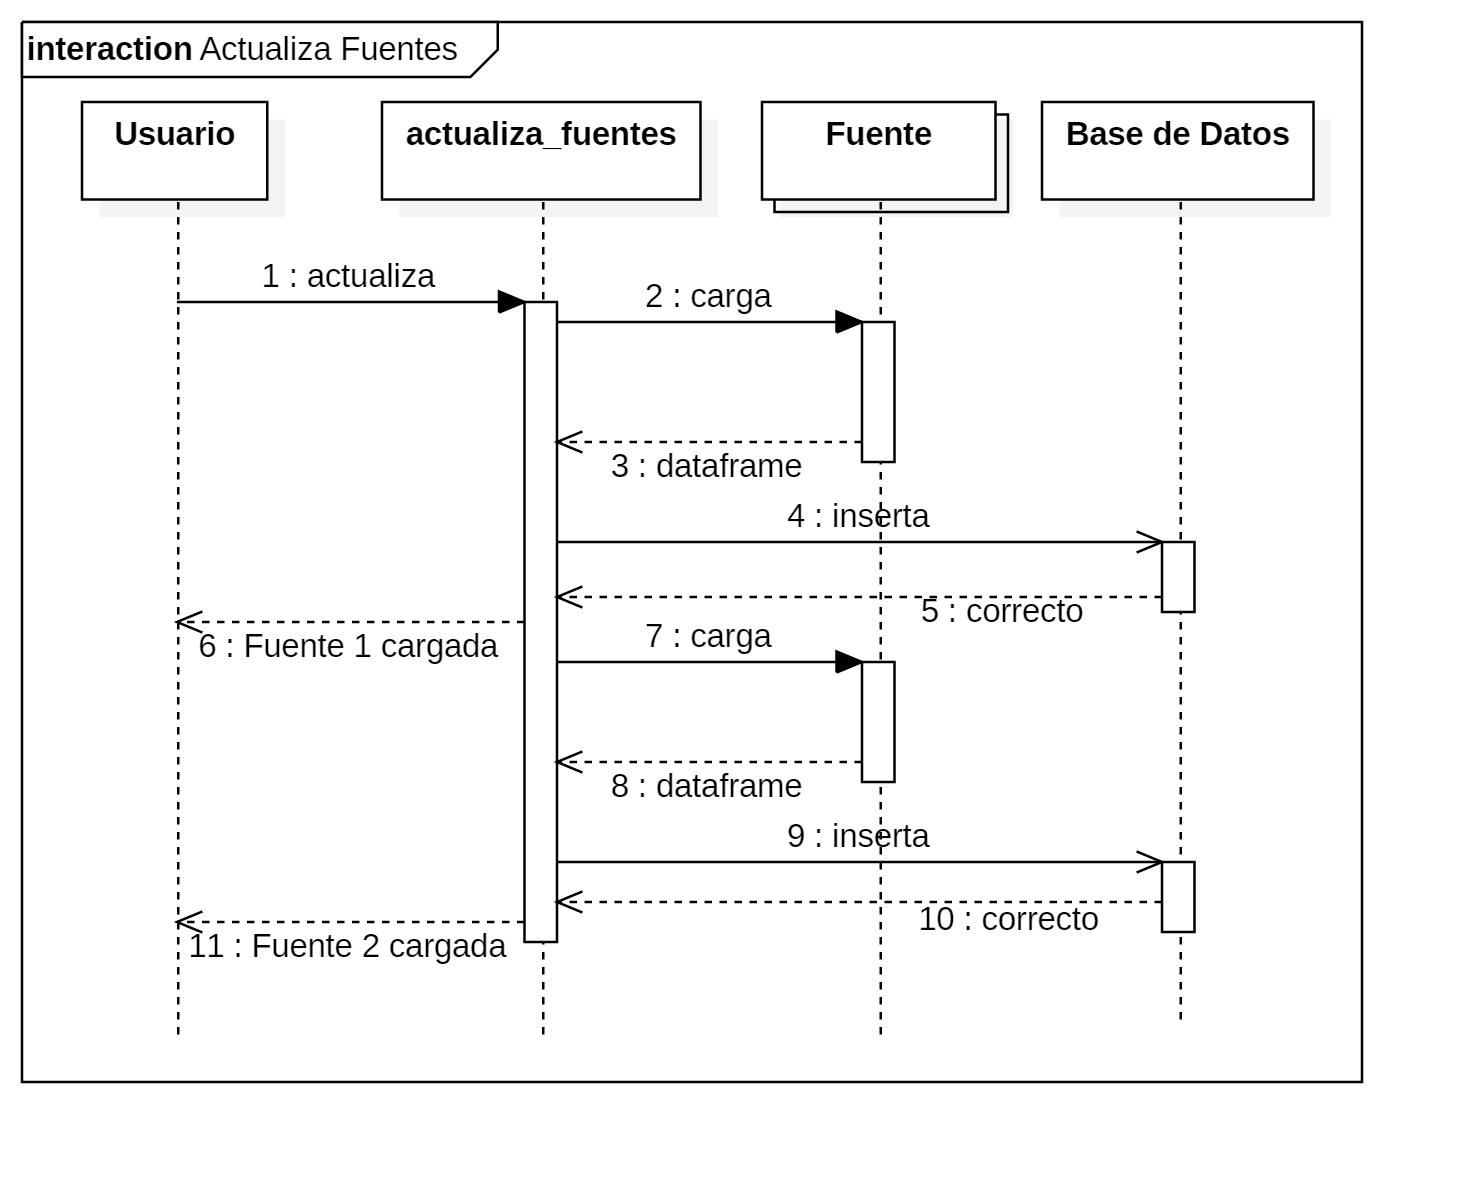 interaction Actualiza Fuentes
Usuario
actualiza_fuentes
Fuente
Base de Datos
1 : actualiza
2 : carga
3 : dataframe
4 : inserta
5 : correcto
6 : Fuente 1 cargada
7 : carga
8 : dataframe
9 : inserta
10 : correcto
11 : Fuente 2 cargada